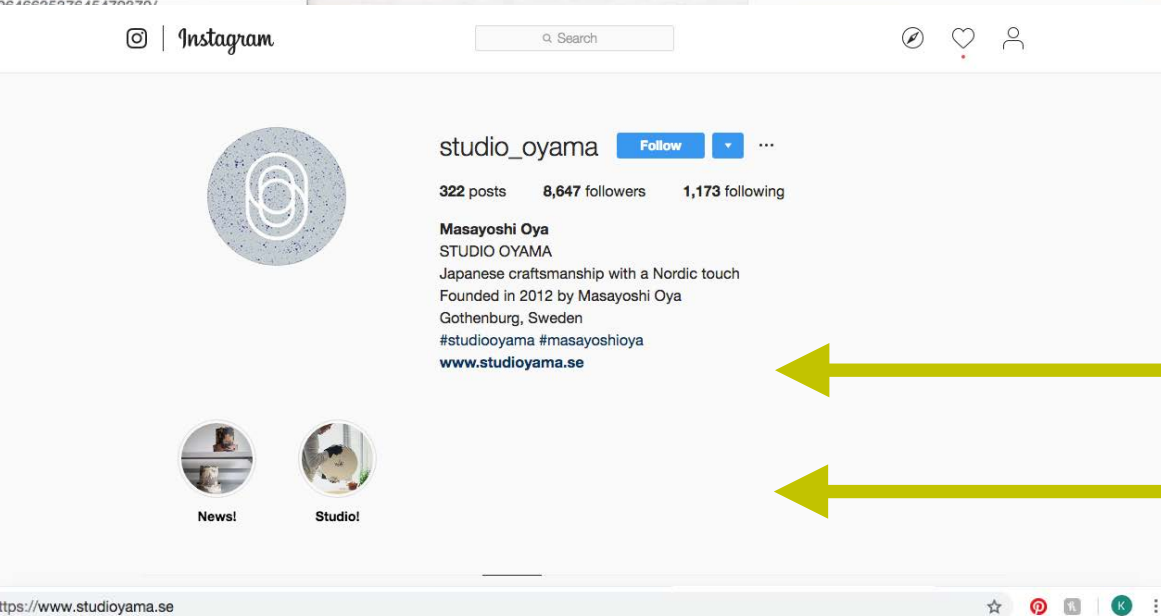 Instagram
Search
studio_oyama Follow ...
322 posts 8,647 followers 1,173 following
Masayoshi Oya
STUDIO OYAMA
Japanese craftsmanship with a Nordic touch
Founded in 2012 by Masayoshi Oya
Gothenburg, Sweden
#studiooyama #masayoshioya
www.studioyama.se
News! Studio!
ttps://www.studioyama.se
K